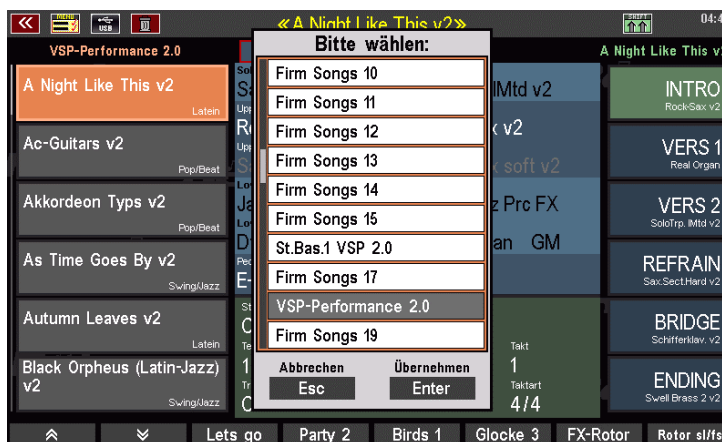 MENU
USB
«A Night Like This v2»
SHIFT
VSP-Performance 2.0
A Night Like This v2
Latein
Ac-Guitars v2
Pop/Beat
Akkordeon Typs v2
Pop/Beat
As Time Goes By v2
Swing/Jazz
Autumn Leaves v2
Latein
Black Orpheus (Latin-Jazz)
v2
Swing/Jazz
Bitte wählen:
Firm Songs 10
Firm Songs 11
Firm Songs 12
Firm Songs 13
Firm Songs 14
Firm Songs 15
St.Bas.1 VSP 2.0
Firm Songs 17
VSP-Performance 2.0
Firm Songs 19
Abbrechen
Übernehmen
Esc
Enter
v2
v2
soft v2
Prc FX
GM
Takt
1
Taktart
4/4
A Night Like This
INTRO
Rock-Sax v2
VERS 1
Real Organ
VERS 2
SoloTrp. lMtd v2
REFRAIN
Sax.Sect.Hard v2
BRIDGE
Schifferklav. v2
ENDING
Swell Brass 2 v2
Lets go
Party 2
Birds 1
Glocke 3
FX-Rotor
Rotor